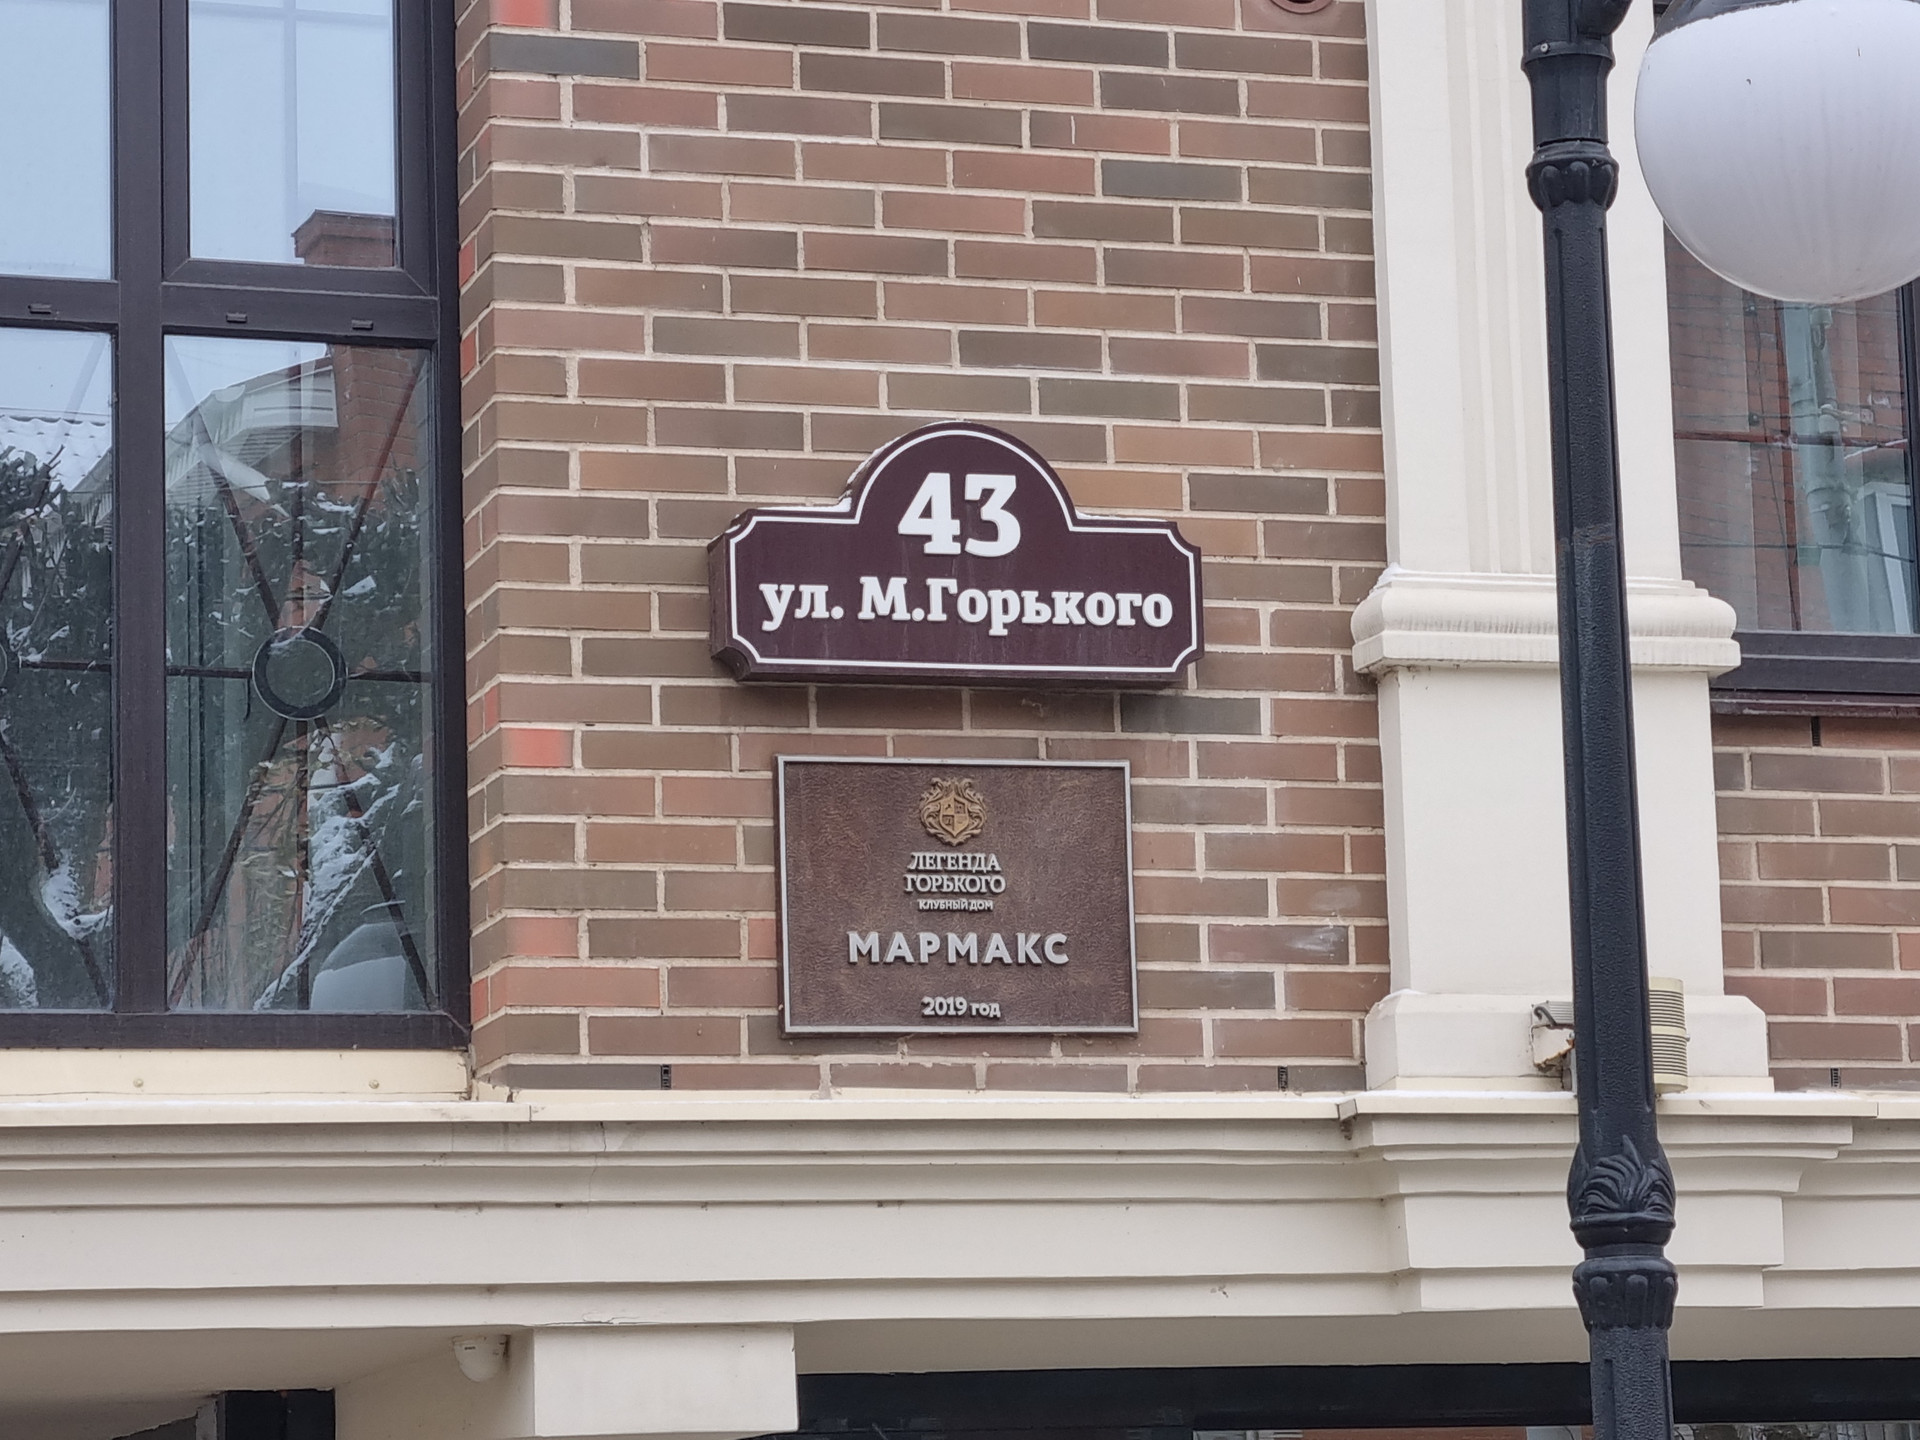 43
ул. М.Горького
ЛЕГЕНДА
ГОРЬКОГО
КЛУБНЫЙ ДОМ
МАРМАКС
2019 год